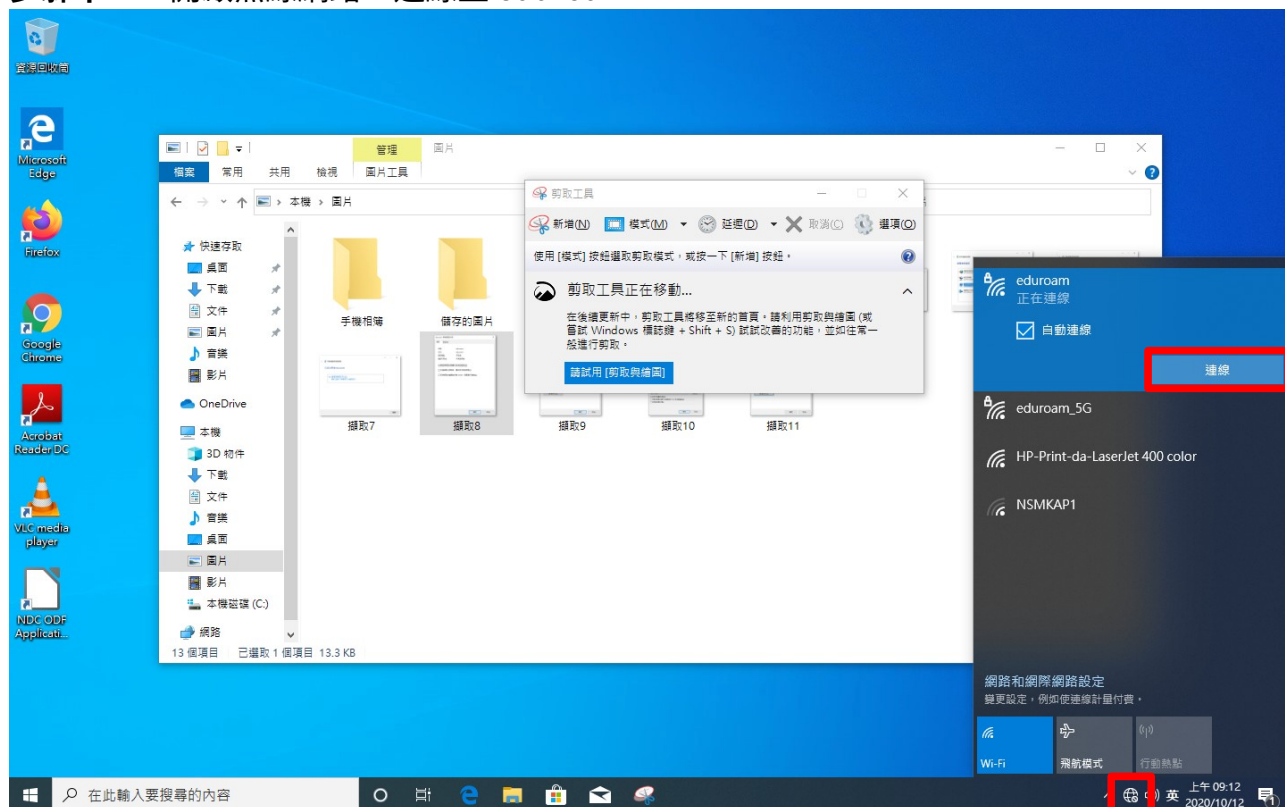 資源回收筒
Microsoft
Edge
Firefox
Google
Chrome
Acrobat
Reader DC
VLC media
player
NDC ODF
Applicati...
管理
圖片
檔案
常用
共用
檢視
圖片工具
本機 › 圖片
快速存取
桌面
下載
文件
圖片
音樂
影片
OneDrive
本機
3D 物件
下載
文件
音樂
桌面
圖片
影片
本機磁碟 (C:)
網路
手機相簿
儲存的圖片
擷取7
擷取8
擷取9
擷取10
擷取11
13 個項目
已選取 1 個項目 13.3 KB
剪取工具
新增(N)
模式(M)
延遲(D)
取消(C)
選項(O)
使用 [模式] 按鈕選取剪取模式，或按一下 [新增] 按鈕。
剪取工具正在移動...
在後續更新中，剪取工具將移至新的首頁。請利用剪取與繪圖 (或
嘗試 Windows 標誌鍵 + Shift + S) 試試改善的功能，並如往常一
般進行剪取。
請試用 [剪取與繪圖]
eduroam
正在連線
自動連線
連線
eduroam_5G
HP-Print-da-LaserJet 400 color
NSMKAP1
網路和網際網路設定
變更設定，例如使連線計量付費。
Wi-Fi
飛航模式
行動熱點
在此輸入要搜尋的內容
英
上午 09:12
2020/10/12